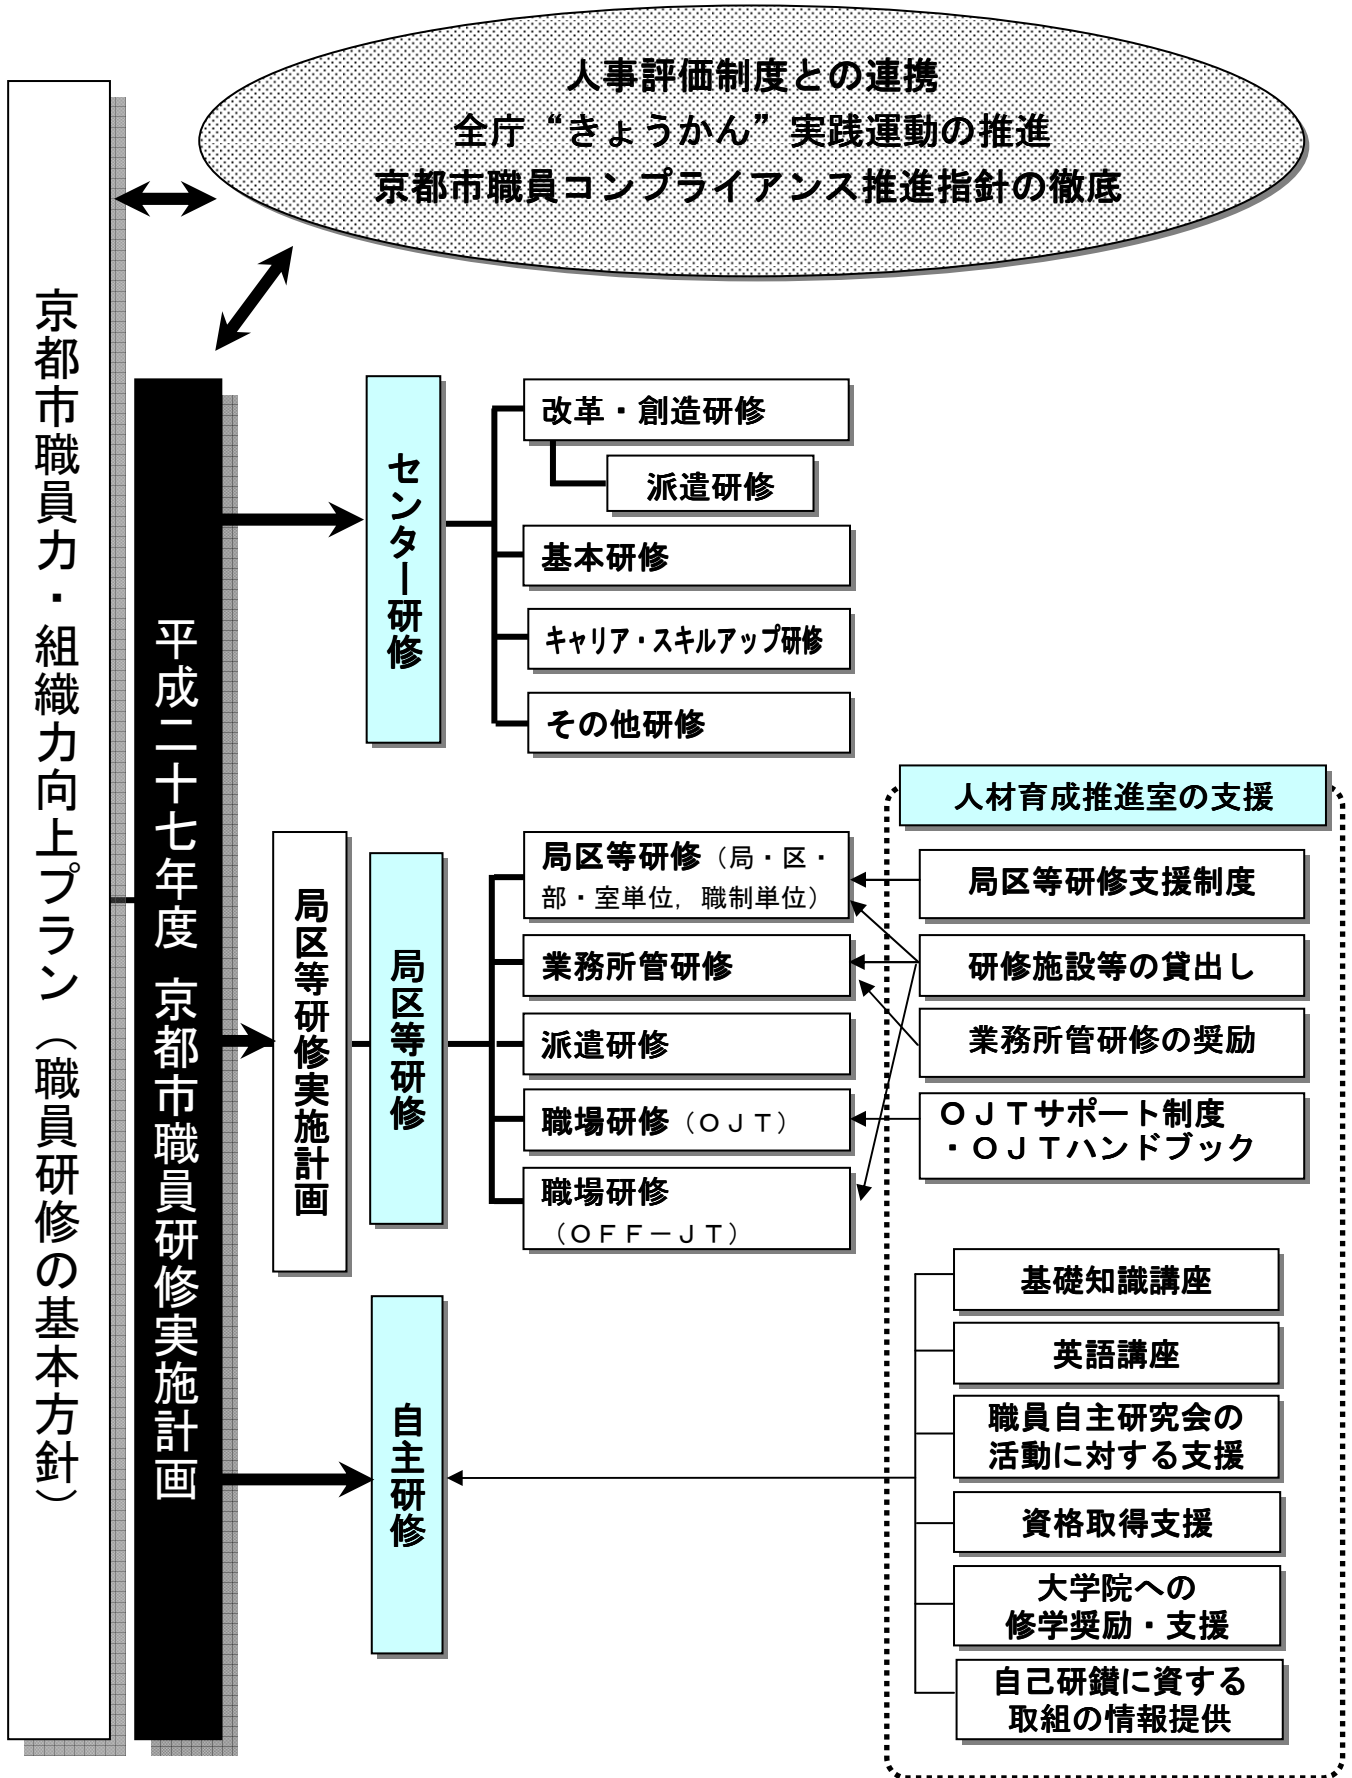 人事評価制度との連携
全庁“きょうかん”実践運動の推進
京都市職員コンプライアンス推進指針の徹底
京都市職員力・組織力向上プラン（職員研修の基本方針）
平成二十七年度 京都市職員研修実施計画
センター研修
改革・創造研修
派遣研修
基本研修
キャリア・スキルアップ研修
その他研修
局区等研修実施計画
局区等研修
局区等研修（局・区・
部・室単位，職制単位）
業務所管研修
派遣研修
職場研修（ＯＪＴ）
職場研修
（ＯＦＦ－ＪＴ）
人材育成推進室の支援
局区等研修支援制度
研修施設等の貸出し
業務所管研修の奨励
ＯＪＴサポート制度
・ＯＪＴハンドブック
自主研修
基礎知識講座
英語講座
職員自主研究会の
活動に対する支援
資格取得支援
大学院への
修学奨励・支援
自己研鑚に資する
取組の情報提供